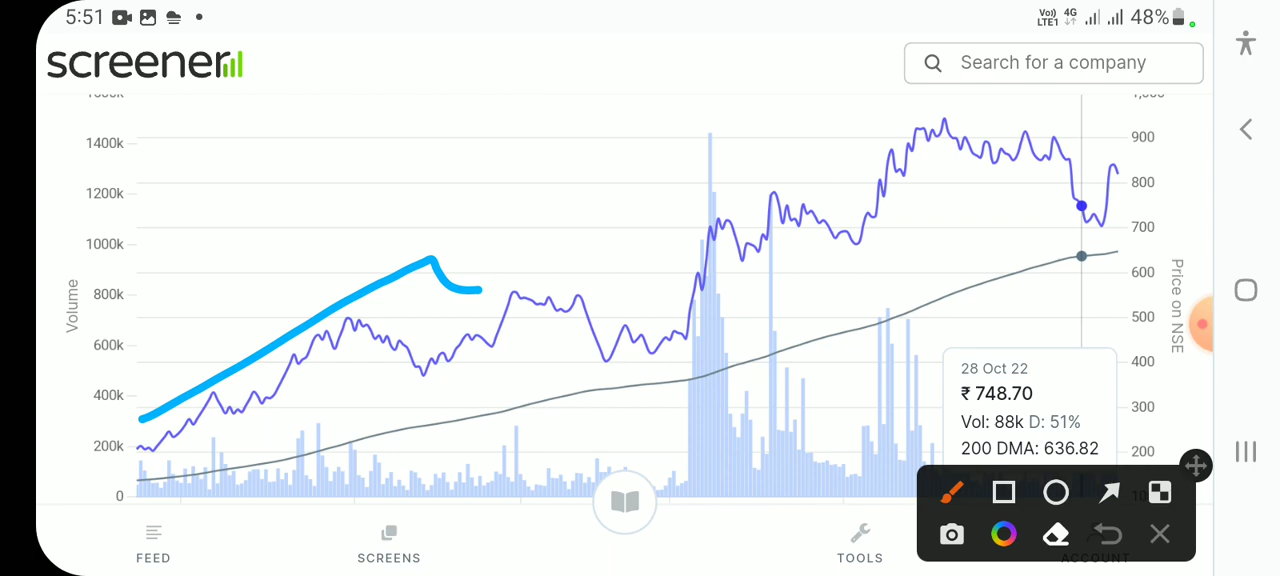 5:51
Vo)) LTE1 4G 48%
screener
Search for a company
1400k
1200k
1000k
800k
600k
400k
200k
0
Volume
900
800
700
600
500
400
300
200
Price on NSE
28 Oct 22
₹ 748.70
Vol: 88k D: 51%
200 DMA: 636.82
FEED
SCREENS
TOOLS
ACCOUNT